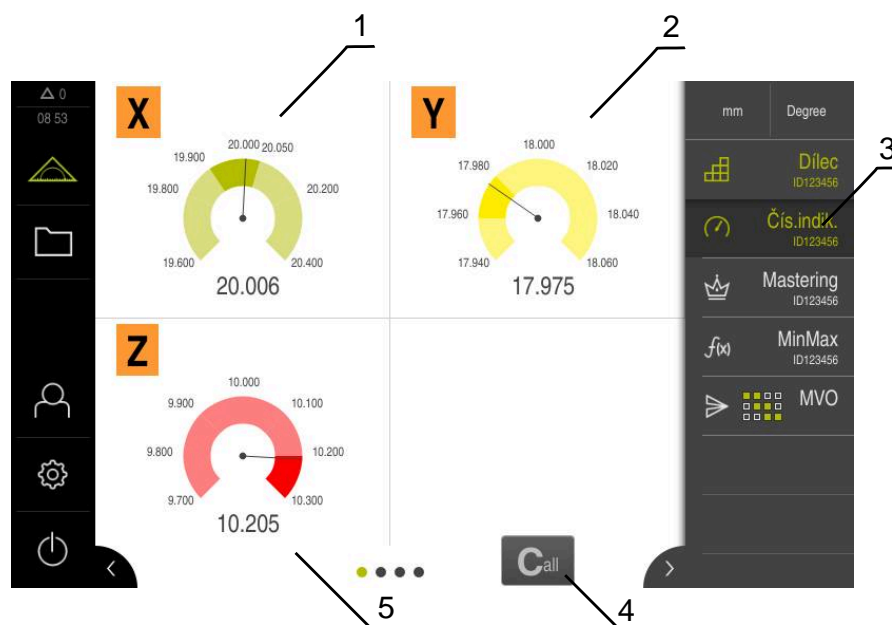 1
2
3
0
08 53
X
20.000
20.050
19.900
19.800
20.200
19.600
20.400
20.006
Y
18.000
17.980
18.020
17.960
18.040
17.940
18.060
17.975
mm Degree
Dílec
ID123456
Čís.indik.
ID123456
Mastering
ID123456
MinMax
ID123456
f(x)
MVO
Z
10.000
9.900
10.100
9.800
10.200
9.700
10.300
10.205
Call
5
4